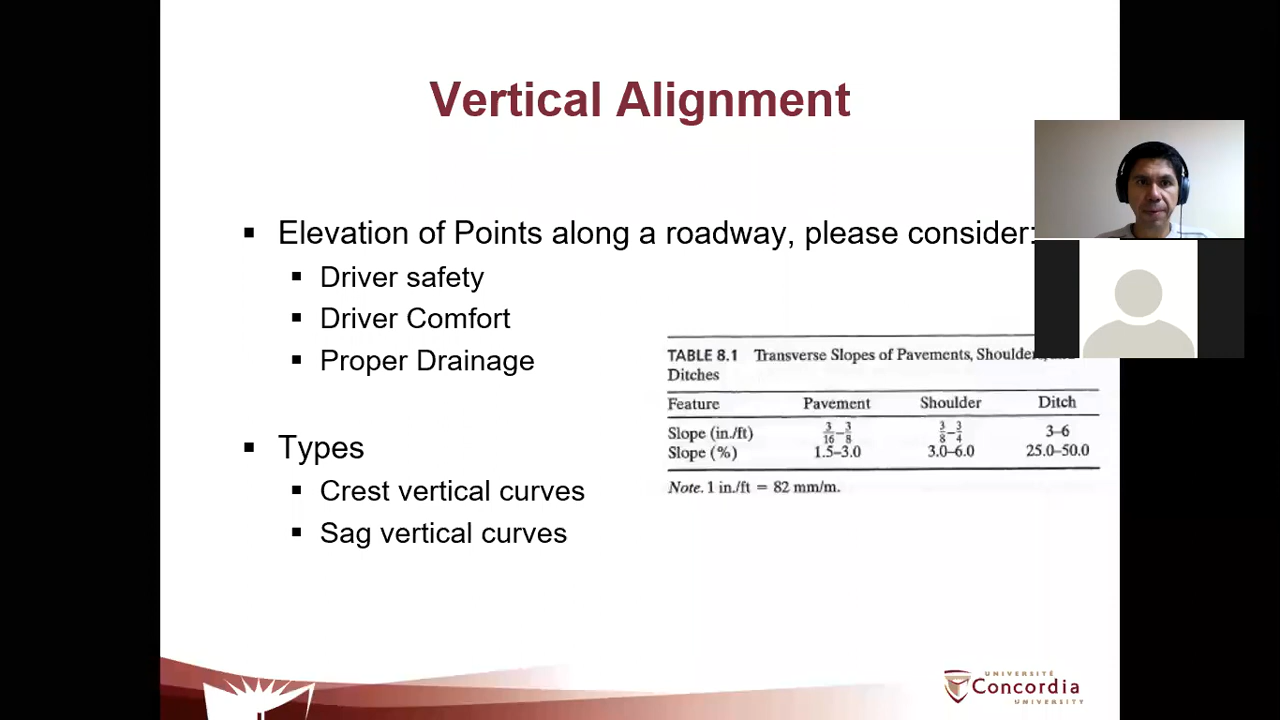 Vertical Alignment
Elevation of Points along a roadway, please consider:
Driver safety
Driver Comfort
Proper Drainage
TABLE 8.1 Transverse Slopes of Pavements, Shoulders, and
Ditches
Feature Pavement Shoulder Ditch
Slope (in./ft) 3/16–3/8 3/8–3/4 3–6
Slope (%) 1.5–3.0 3.0–6.0 25.0–50.0
Note. 1 in./ft = 82 mm/m.
Types
Crest vertical curves
Sag vertical curves
UNIVERSITÉ
Concordia
UNIVERSITY